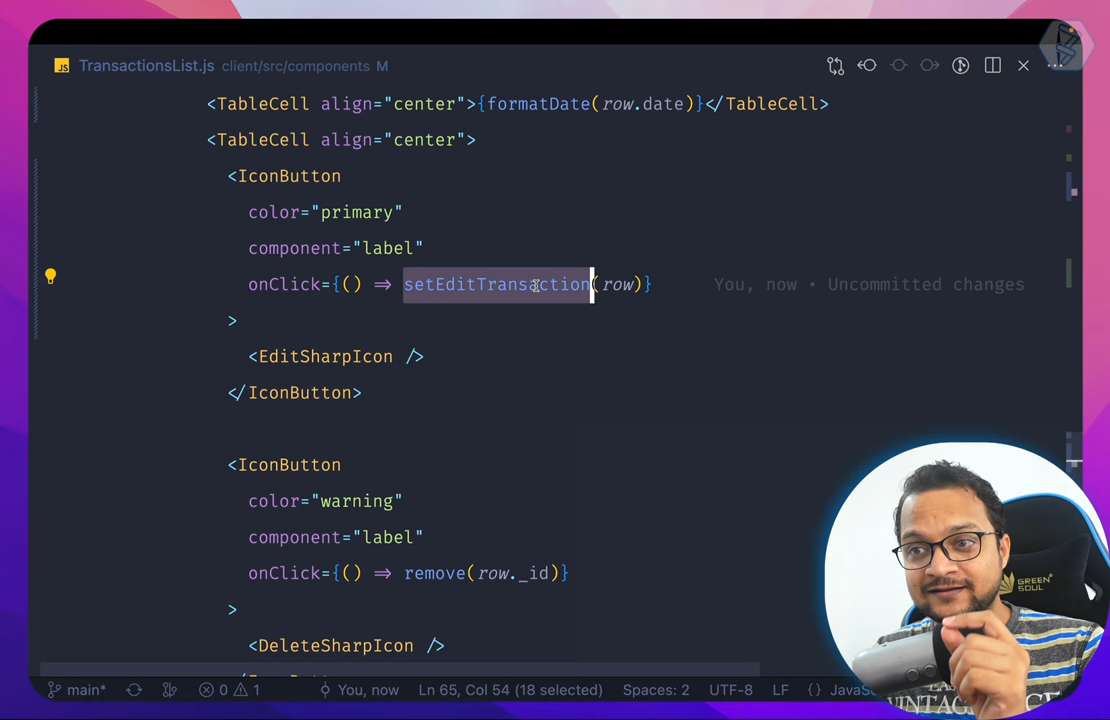 JS TransactionsList.js client/src/components M
<TableCell align="center">{formatDate(row.date)}</TableCell>
<TableCell align="center">
<IconButton
color="primary"
component="label"
onClick={() => setEditTransaction(row)} You, now • Uncommitted changes
>
<EditSharpIcon />
</IconButton>
<IconButton
color="warning"
component="label"
onClick={() => remove(row._id)}
>
<DeleteSharpIcon />
GREEN
SOUL
main* 0 1 You, now Ln 65, Col 54 (18 selected) Spaces: 2 UTF-8 LF {}
VINTAGE